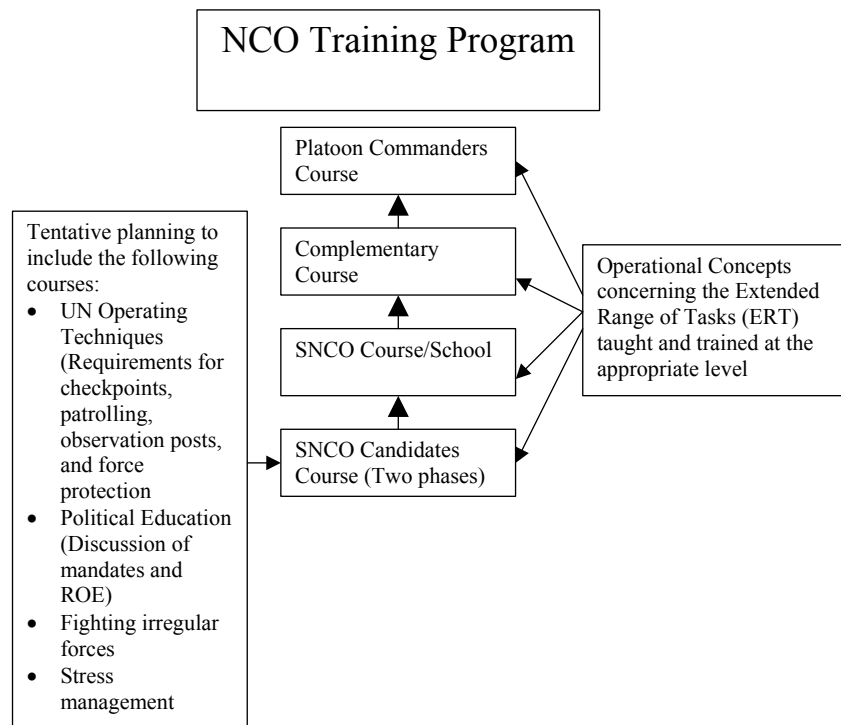 NCO Training Program
Platoon Commanders
Course
Complementary
Course
SNCO Course/School
SNCO Candidates
Course (Two phases)
Tentative planning to
include the following
courses:
• UN Operating
Techniques
(Requirements for
checkpoints,
patrolling,
observation posts,
and force
protection
• Political Education
(Discussion of
mandates and
ROE)
• Fighting irregular
forces
• Stress
management
Operational Concepts
concerning the Extended
Range of Tasks (ERT)
taught and trained at the
appropriate level